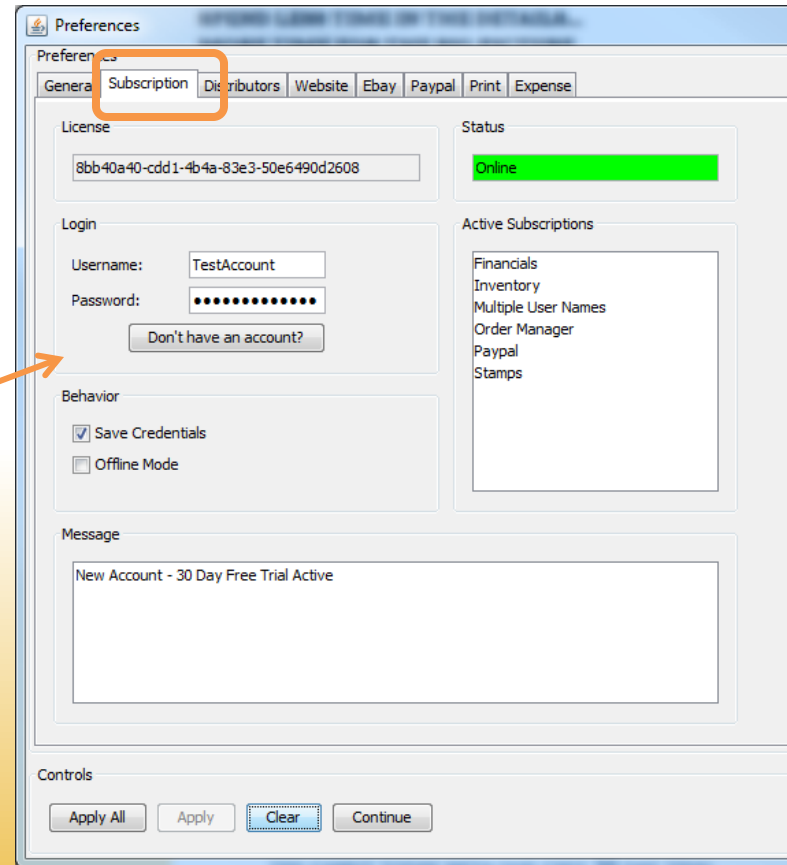 Preferences
Preferences
General Subscription Distributors Website Ebay Paypal Print Expense
License
8bb40a40-cdd1-4b4a-83e3-50e6490d2608
Status
Online
Login
Username: TestAccount
Password: •••••••••••••
Don't have an account?
Active Subscriptions
Financials
Inventory
Multiple User Names
Order Manager
Paypal
Stamps
Behavior
Save Credentials
Offline Mode
Message
New Account - 30 Day Free Trial Active
Controls
Apply All Apply Clear Continue